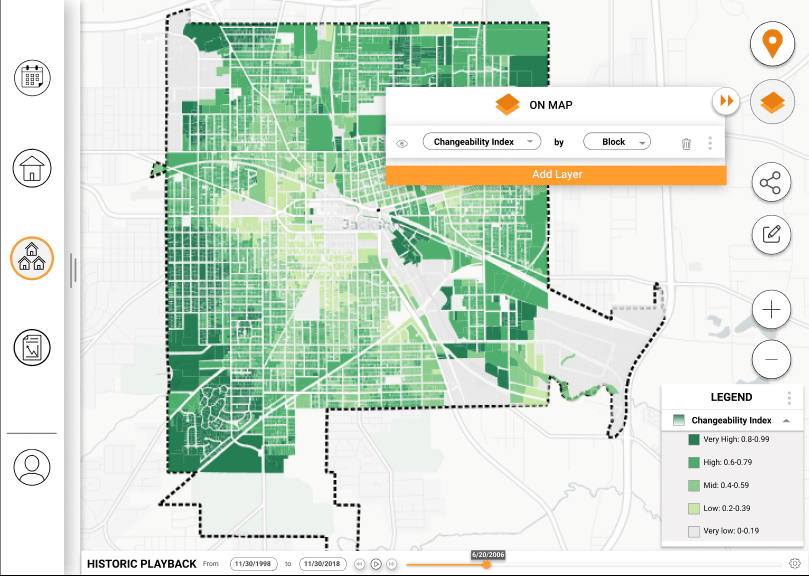 ON MAP
Changeability Index by Block
Add Layer
LEGEND
Changeability Index
Very High: 0.8-0.99
High: 0.6-0.79
Mid: 0.4-0.59
Low: 0.2-0.39
Very low: 0-0.19
6/20/2006
HISTORIC PLAYBACK From 11/30/1998 to 11/30/2018